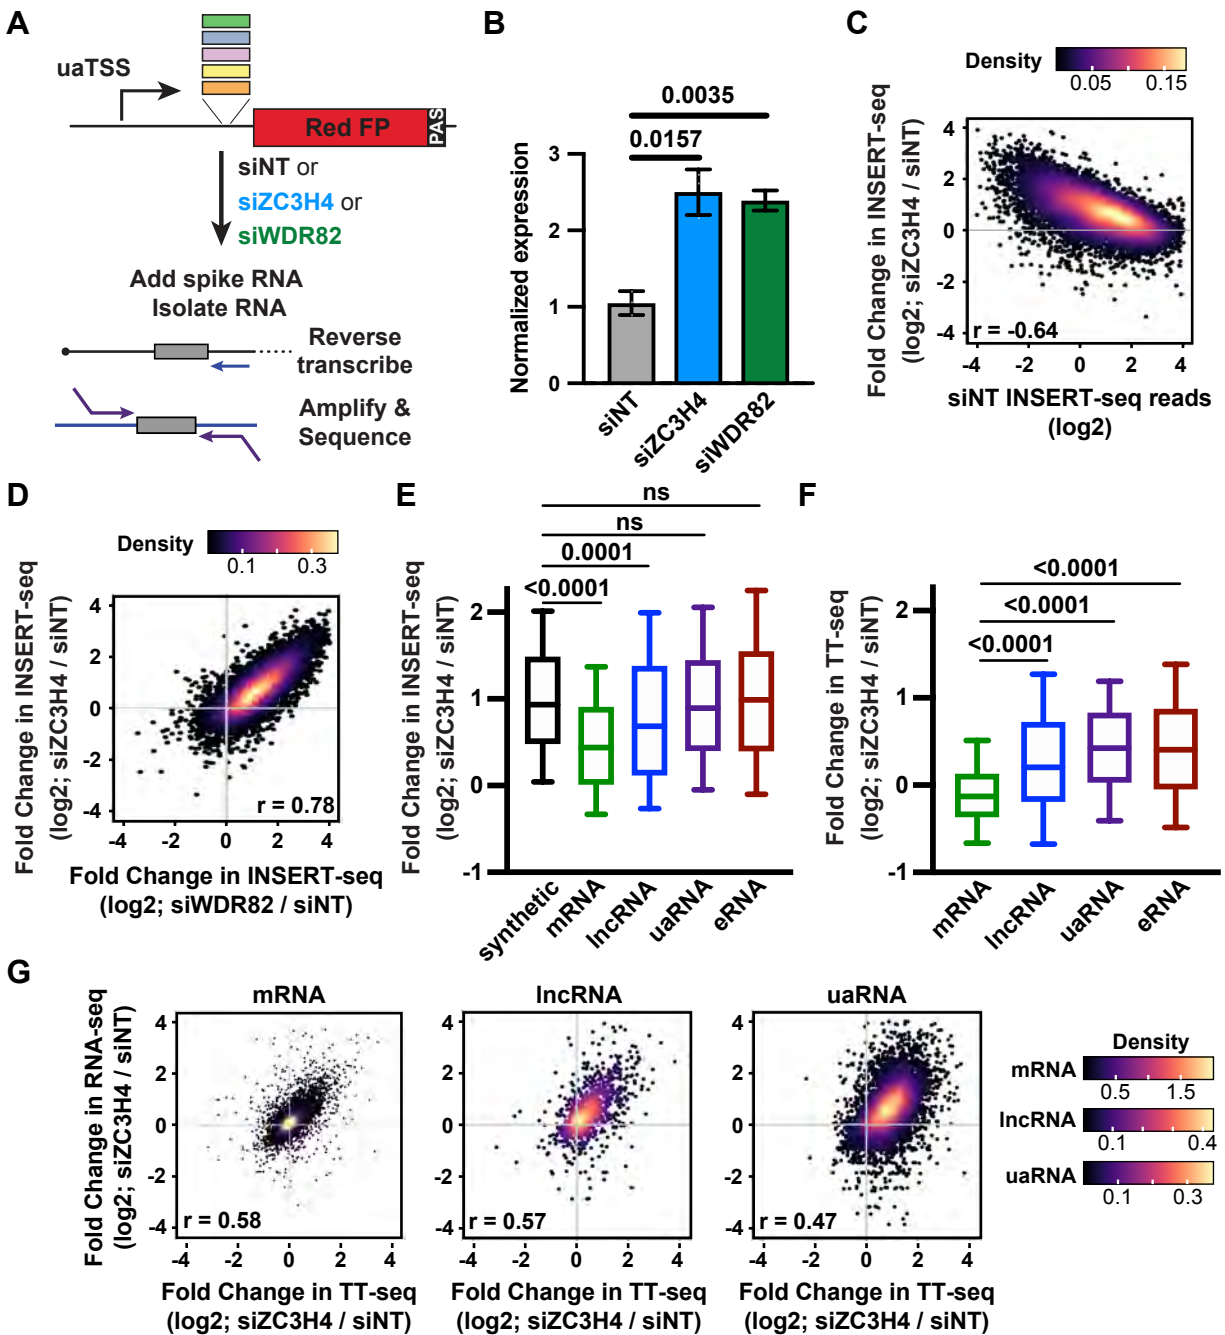 A
uaTSS
Red FP
PAS
siNT or
siZC3H4 or
siWDR82
Add spike RNA
Isolate RNA
Reverse
transcribe
Amplify &
Sequence
B
0.0035
0.0157
Normalized expression
3
2
1
0
siNT
siZC3H4
siWDR82
C
Density
0.05
0.15
Fold Change in INSERT-seq
(log2; siZC3H4 / siNT)
4
2
0
-2
-4
r = -0.64
-4
-2
0
2
4
siNT INSERT-seq reads
(log2)
D
Density
0.1
0.3
Fold Change in INSERT-seq
(log2; siZC3H4 / siNT)
4
2
0
-2
-4
r = 0.78
-4
-2
0
2
4
Fold Change in INSERT-seq
(log2; siWDR82 / siNT)
E
ns
ns
0.0001
<0.0001
Fold Change in INSERT-seq
(log2; siZC3H4 / siNT)
2
1
0
-1
synthetic
mRNA
lncRNA
uaRNA
eRNA
F
<0.0001
<0.0001
<0.0001
Fold Change in TT-seq
(log2; siZC3H4 / siNT)
2
1
0
-1
mRNA
lncRNA
uaRNA
eRNA
G
Fold Change in RNA-seq
(log2; siZC3H4 / siNT)
mRNA
4
2
0
-2
-4
r = 0.58
-4
-2
0
2
4
Fold Change in TT-seq
(log2; siZC3H4 / siNT)
lncRNA
4
2
0
-2
-4
r = 0.57
-4
-2
0
2
4
Fold Change in TT-seq
(log2; siZC3H4 / siNT)
uaRNA
4
2
0
-2
-4
r = 0.47
-4
-2
0
2
4
Fold Change in TT-seq
(log2; siZC3H4 / siNT)
Density
mRNA
0.5
1.5
lncRNA
0.1
0.4
uaRNA
0.1
0.3